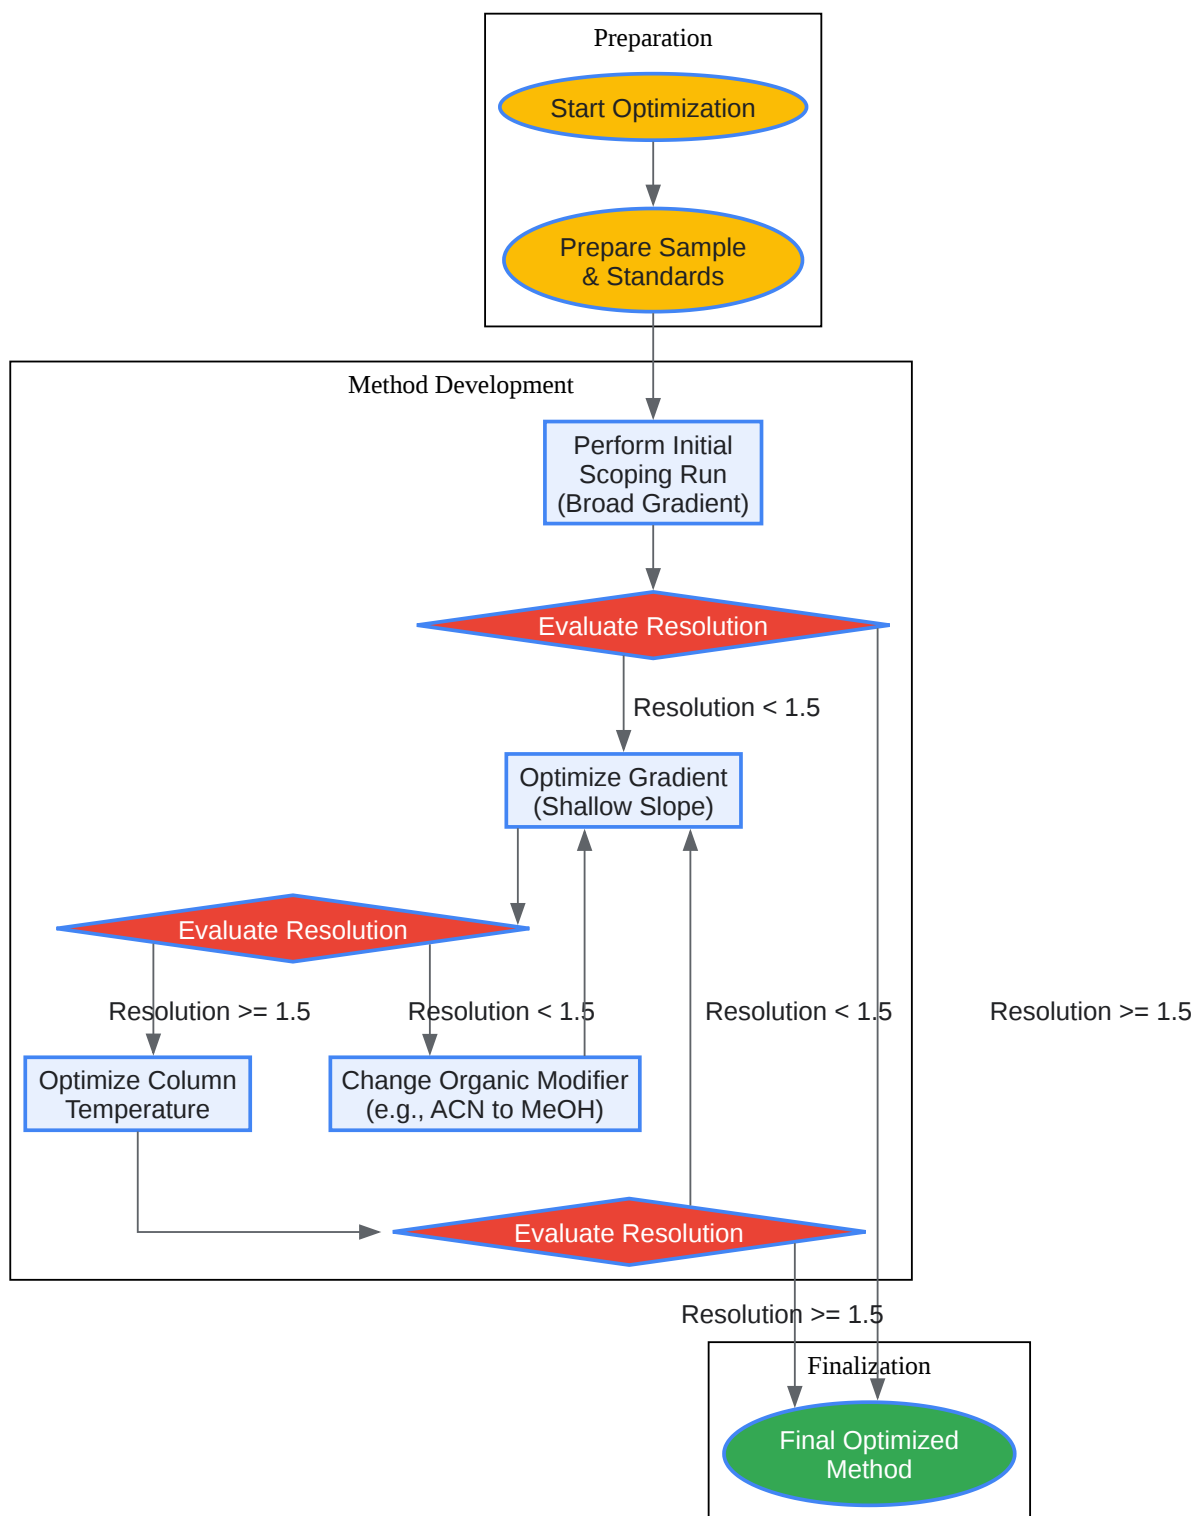 Preparation
Start Optimization
Prepare Sample
& Standards
Method Development
Perform Initial
Scoping Run
(Broad Gradient)
Evaluate Resolution
Resolution < 1.5
Optimize Gradient
(Shallow Slope)
Evaluate Resolution
Resolution >= 1.5
Resolution < 1.5
Resolution < 1.5
Resolution >= 1.5
Optimize Column
Temperature
Change Organic Modifier
(e.g., ACN to MeOH)
Evaluate Resolution
Resolution >= 1.5
Finalization
Final Optimized
Method